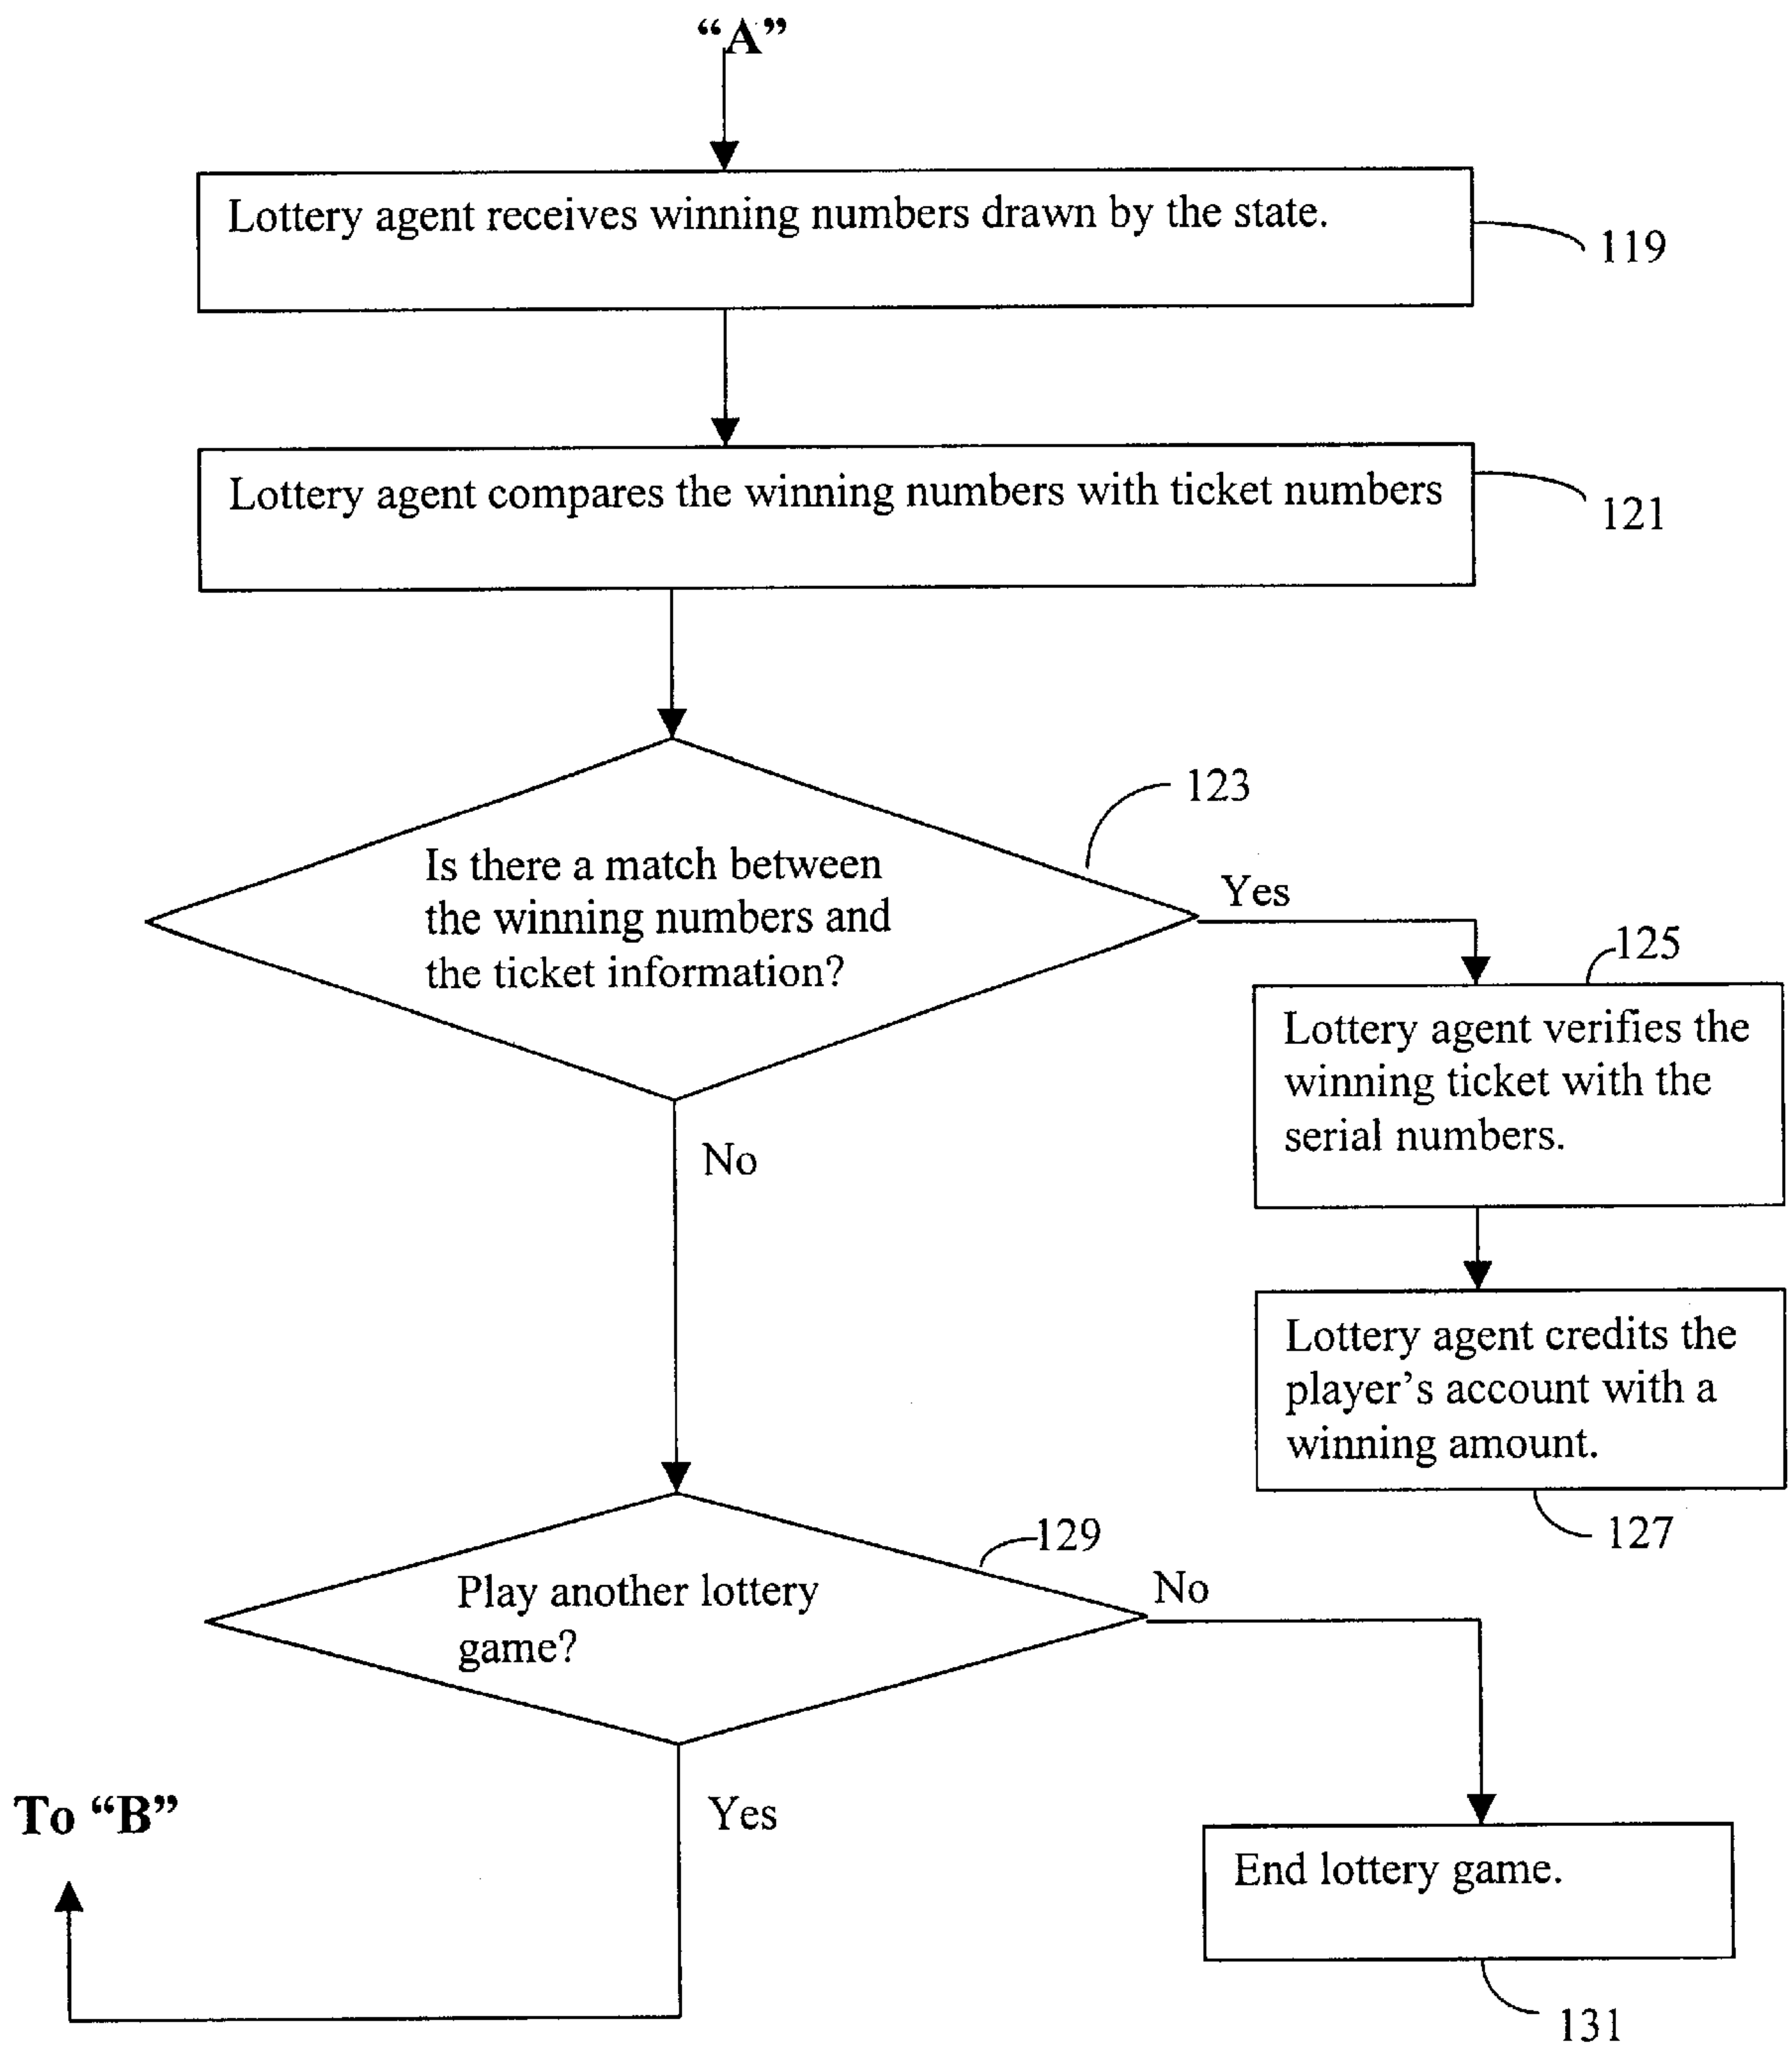 “A”
Lottery agent receives winning numbers drawn by the state.
119
Lottery agent compares the winning numbers with ticket numbers
121
123
Is there a match between
the winning numbers and
the ticket information?
Yes
125
Lottery agent verifies the
winning ticket with the
serial numbers.
No
Lottery agent credits the
player’s account with a
winning amount.
127
129
Play another lottery
game?
No
To “B”
Yes
End lottery game.
131